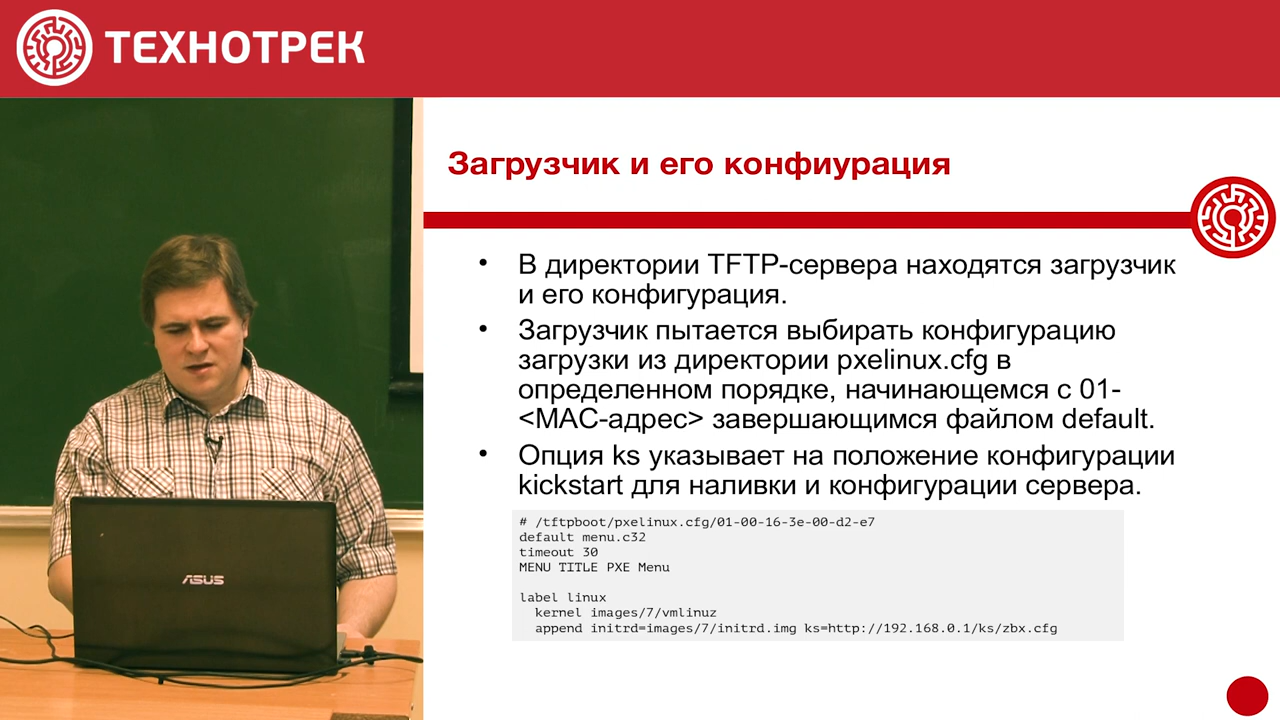 ТЕХНОТРЕК
Загрузчик и его конфиурация
• В директории TFTP-сервера находятся загрузчик
и его конфигурация.
• Загрузчик пытается выбирать конфигурацию
загрузки из директории pxelinux.cfg в
определенном порядке, начинающемся с 01-
<MAC-адрес> завершающимся файлом default.
• Опция ks указывает на положение конфигурации
kickstart для наливки и конфигурации сервера.
# /tftpboot/pxelinux.cfg/01-00-16-3e-00-d2-e7
default menu.c32
timeout 30
MENU TITLE PXE Menu
label linux
kernel images/7/vmlinuz
append initrd=images/7/initrd.img ks=http://192.168.0.1/ks/zbx.cfg
ASUS